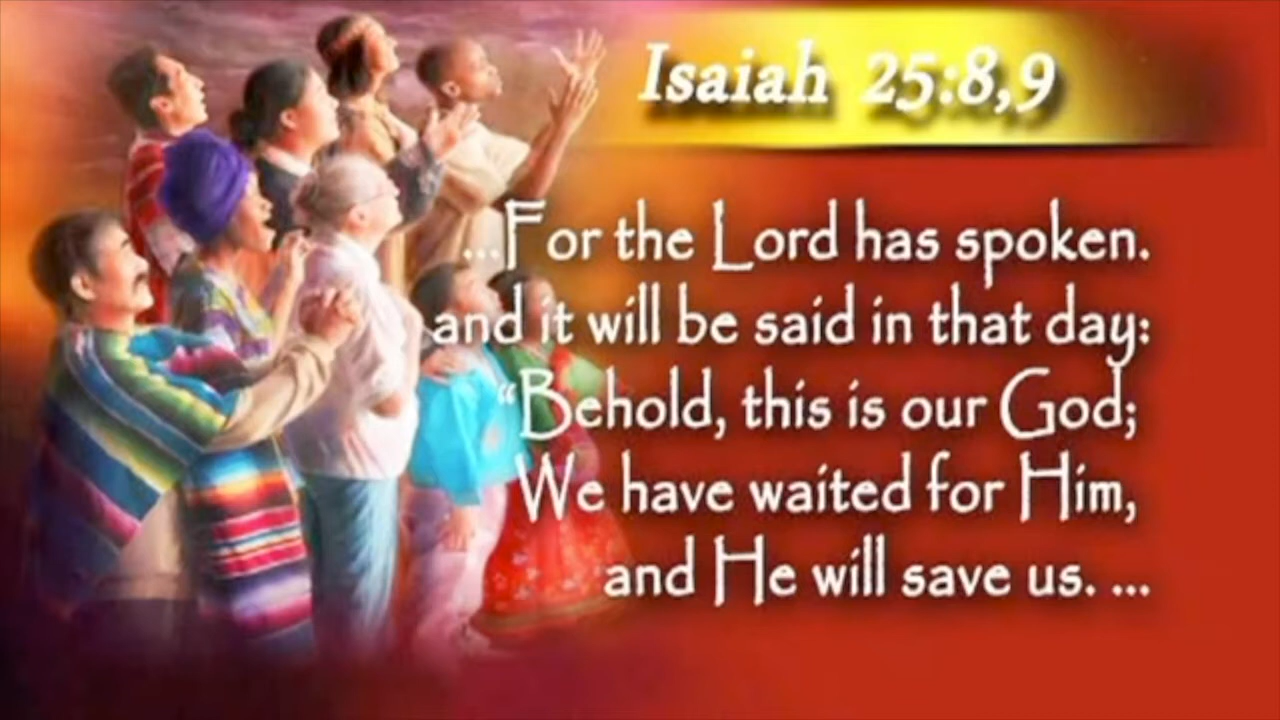 Isaiah 25:8,9
...For the Lord has spoken.
and it will be said in that day:
“Behold, this is our God;
We have waited for Him,
and He will save us. ...